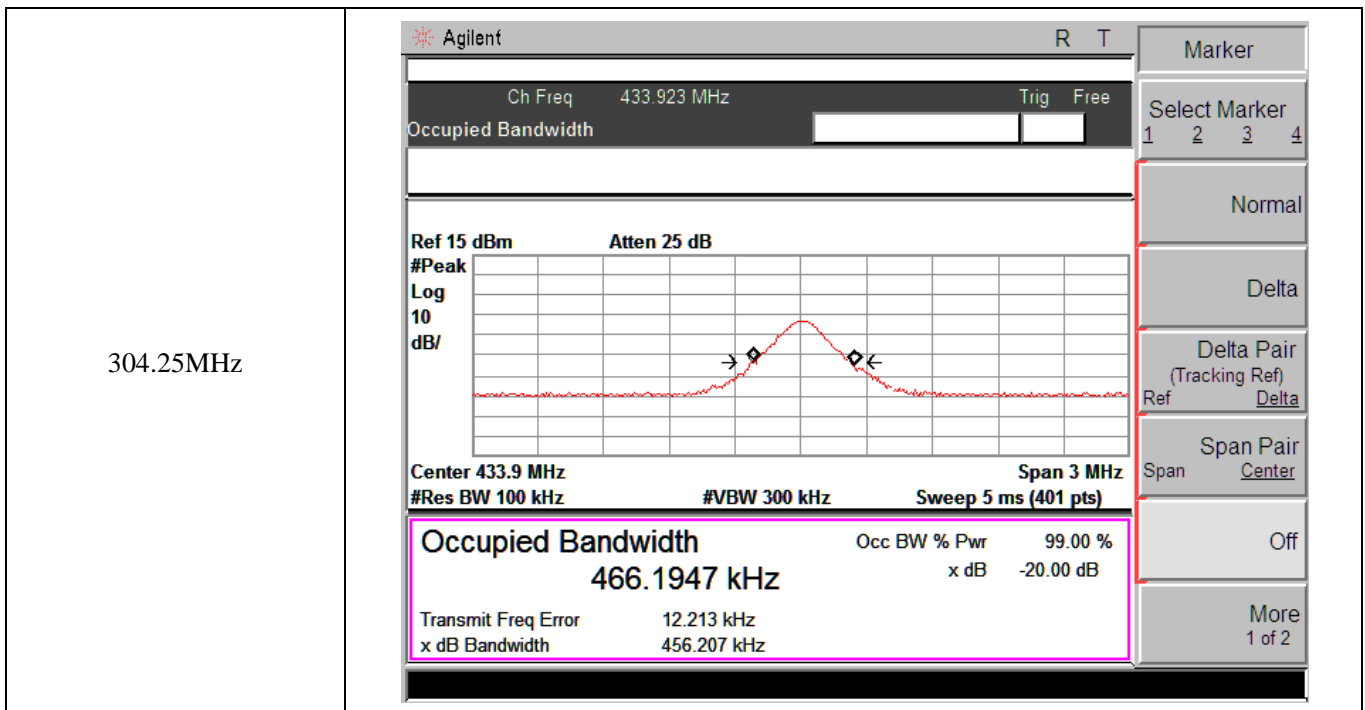 304.25MHz
Agilent R T
Ch Freq 433.923 MHz Trig Free
Occupied Bandwidth
Ref 15 dBm Atten 25 dB
#Peak
Log
10
dB/
Center 433.9 MHz Span 3 MHz
#Res BW 100 kHz #VBW 300 kHz Sweep 5 ms (401 pts)
Occupied Bandwidth Occ BW % Pwr 99.00 %
466.1947 kHz x dB -20.00 dB
Transmit Freq Error 12.213 kHz
x dB Bandwidth 456.207 kHz
Marker
Select Marker
1 2 3 4
Normal
Delta
Delta Pair
(Tracking Ref)
Ref Delta
Span Pair
Span Center
Off
More
1 of 2